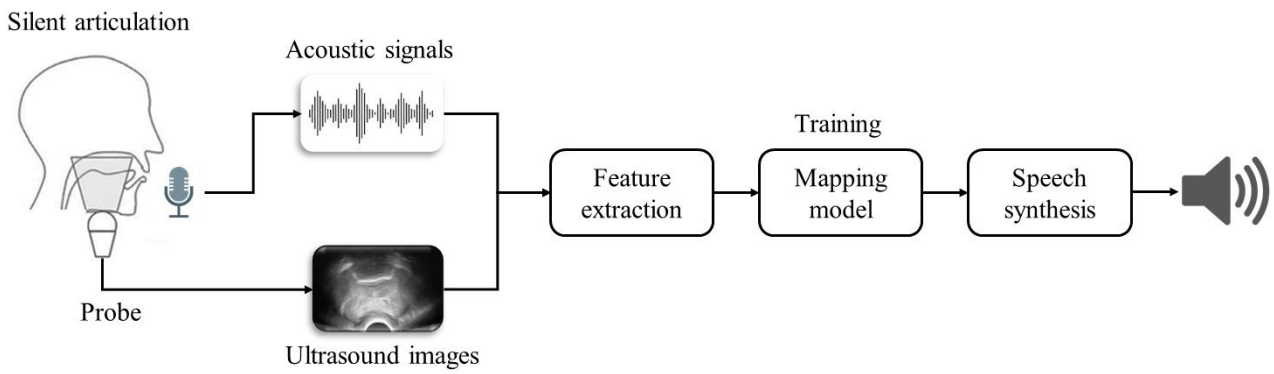 Silent articulation
Acoustic signals
Training
Feature
extraction
Mapping
model
Speech
synthesis
Probe
Ultrasound images